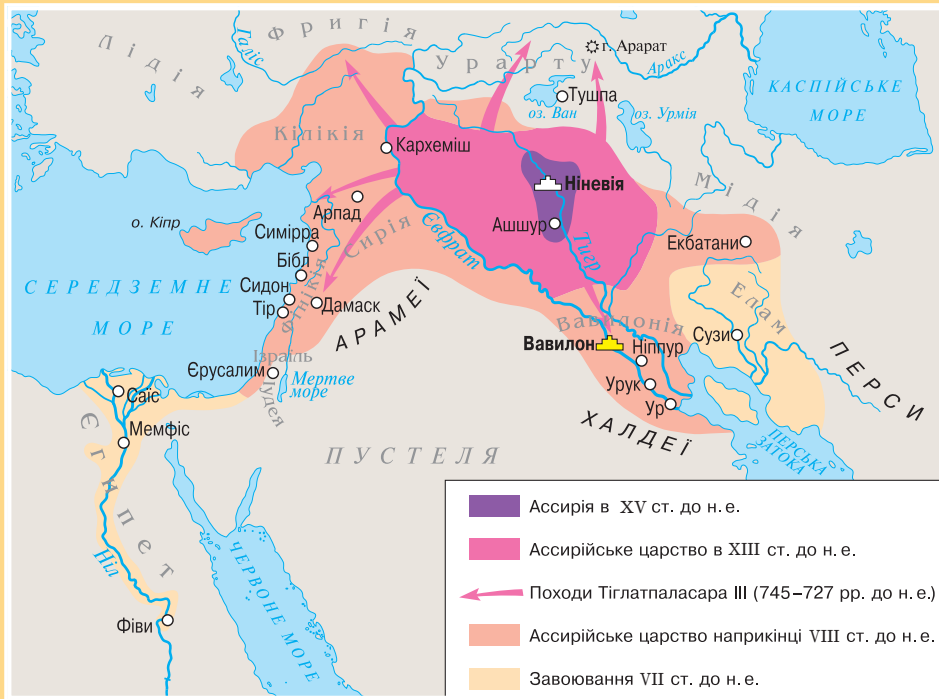 Лідія
Фригія
Галіс
Урарту
г. Арарат
Аракс
КАСПІЙСЬКЕ
МОРЕ
Тушпа
оз. Ван
оз. Урмія
Кілікія
Кархеміш
Мідія
Ніневія
Ашшур
Арпад
о. Кіпр
Симірра
Сирія
Євфрат
Тигр
Екбатани
Бібл
СЕРЕДЗЕМНЕ
МОРЕ
Сидон
Тір
Фінікія
Дамаск
АРАМЕЇ
Вавилонія
Вавилон
Ніппур
Елам
Сузи
ПЕРСИ
Ізраїль
Єрусалим
Іудея
Мертве
море
Урук
Ур
ХАЛДЕЇ
Саїс
Єгипет
Мемфіс
ПУСТЕЛЯ
ПЕРСЬКА
ЗАТОКА
Ніл
ЧЕРВОНЕ МОРЕ
Фіви
Ассирія в XV ст. до н.е.
Ассирійське царство в XIII ст. до н.е.
Походи Тіглатпаласара III (745–727 рр. до н.е.)
Ассирійське царство наприкінці VIII ст. до н.е.
Завоювання VII ст. до н.е.